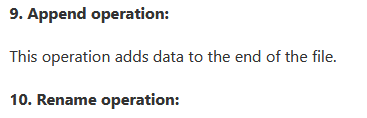 9. Append operation:
This operation adds data to the end of the file.
10. Rename operation: